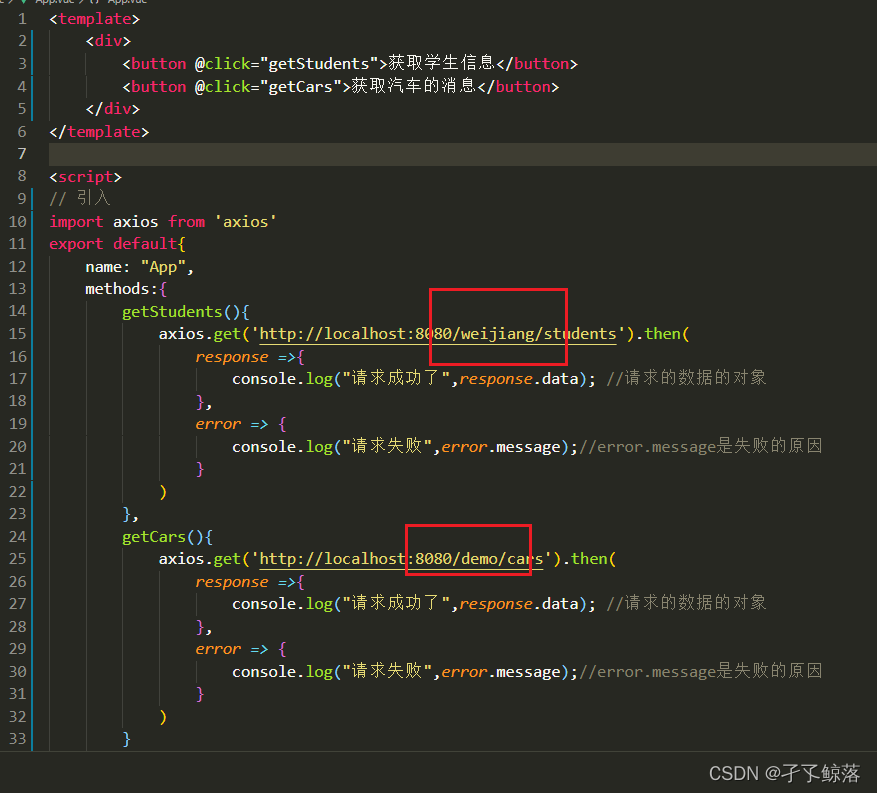 1 <template>
2 <div>
3 <button @click="getStudents">获取学生信息</button>
4 <button @click="getCars">获取汽车的消息</button>
5 </div>
6 </template>
7
8 <script>
9 // 引入
10 import axios from 'axios'
11 export default{
12 name: "App",
13 methods:{
14 getStudents(){
15 axios.get('http://localhost:8080/weijiang/students').then(
16 response =>{
17 console.log("请求成功了",response.data); //请求的数据的对象
18 },
19 error => {
20 console.log("请求失败",error.message);//error.message是失败的原因
21 }
22 )
23 },
24 getCars(){
25 axios.get('http://localhost:8080/demo/cars').then(
26 response =>{
27 console.log("请求成功了",response.data); //请求的数据的对象
28 },
29 error => {
30 console.log("请求失败",error.message);//error.message是失败的原因
31 }
32 )
33 }
CSDN @孑孓鲸落